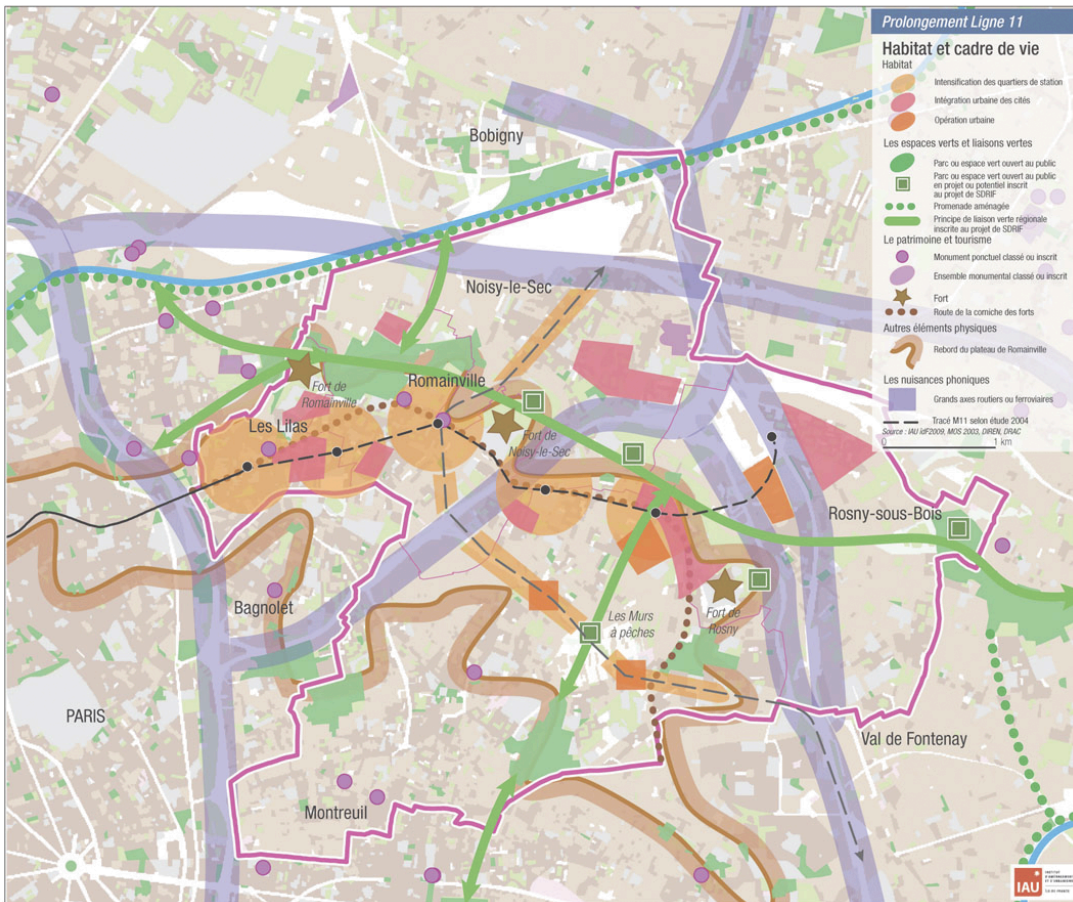 Prolongement Ligne 11
Habitat et cadre de vie
Habitat
Intensification des quartiers de station
Intégration urbaine des cités
Opération urbaine
Les espaces verts et liaisons vertes
Parc ou espace vert ouvert au public
Parc ou espace vert ouvert au public
en projet ou potentiel inscrit
au projet de SDRIF
Promenade aménagée
Principe de liaison verte régionale
inscrite au projet de SDRIF
Le patrimoine et tourisme
Monument ponctuel classé ou inscrit
Ensemble monumental classé ou inscrit
Fort
Route de la corniche des forts
Autres éléments physiques
Rebord du plateau de Romainville
Les nuisances phoniques
Grands axes routiers ou ferroviaires
Tracé M11 selon étude 2004
Source : IAU îdF2009, MOS 2003, DIREN, DRAC
0 1 km
Bobigny
Noisy-le-Sec
Romainville
Fort de
Romainville
Les Lilas
Fort de
Noisy-le-Sec
Rosny-sous-Bois
Bagnolet
Les Murs
à pêches
Fort de
Rosny
PARIS
Val de Fontenay
Montreuil
IAU